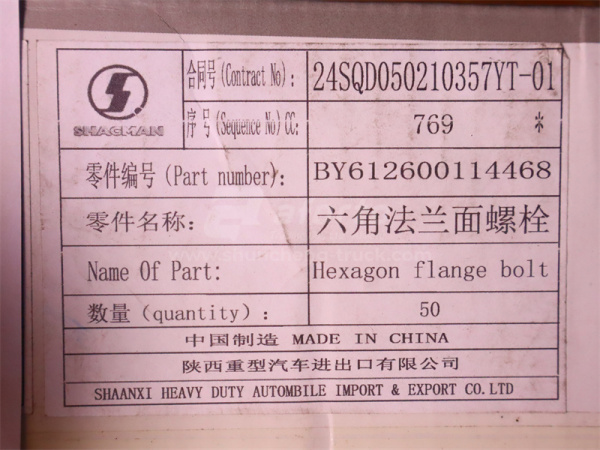 合同号(Contract No): 24SQD050210357YT-01
SHACMAN
序号(Sequence No)CC: 769 *
零件编号(Part number): BY612600114468
零件名称: 六角法兰面螺栓
Name Of Part: Hexagon flange bolt
数量(quantity): 50
中国制造 MADE IN CHINA
陕西重型汽车进出口有限公司
SHAANXI HEAVY DUTY AUTOMBILE IMPORT & EXPORT CO.LTD